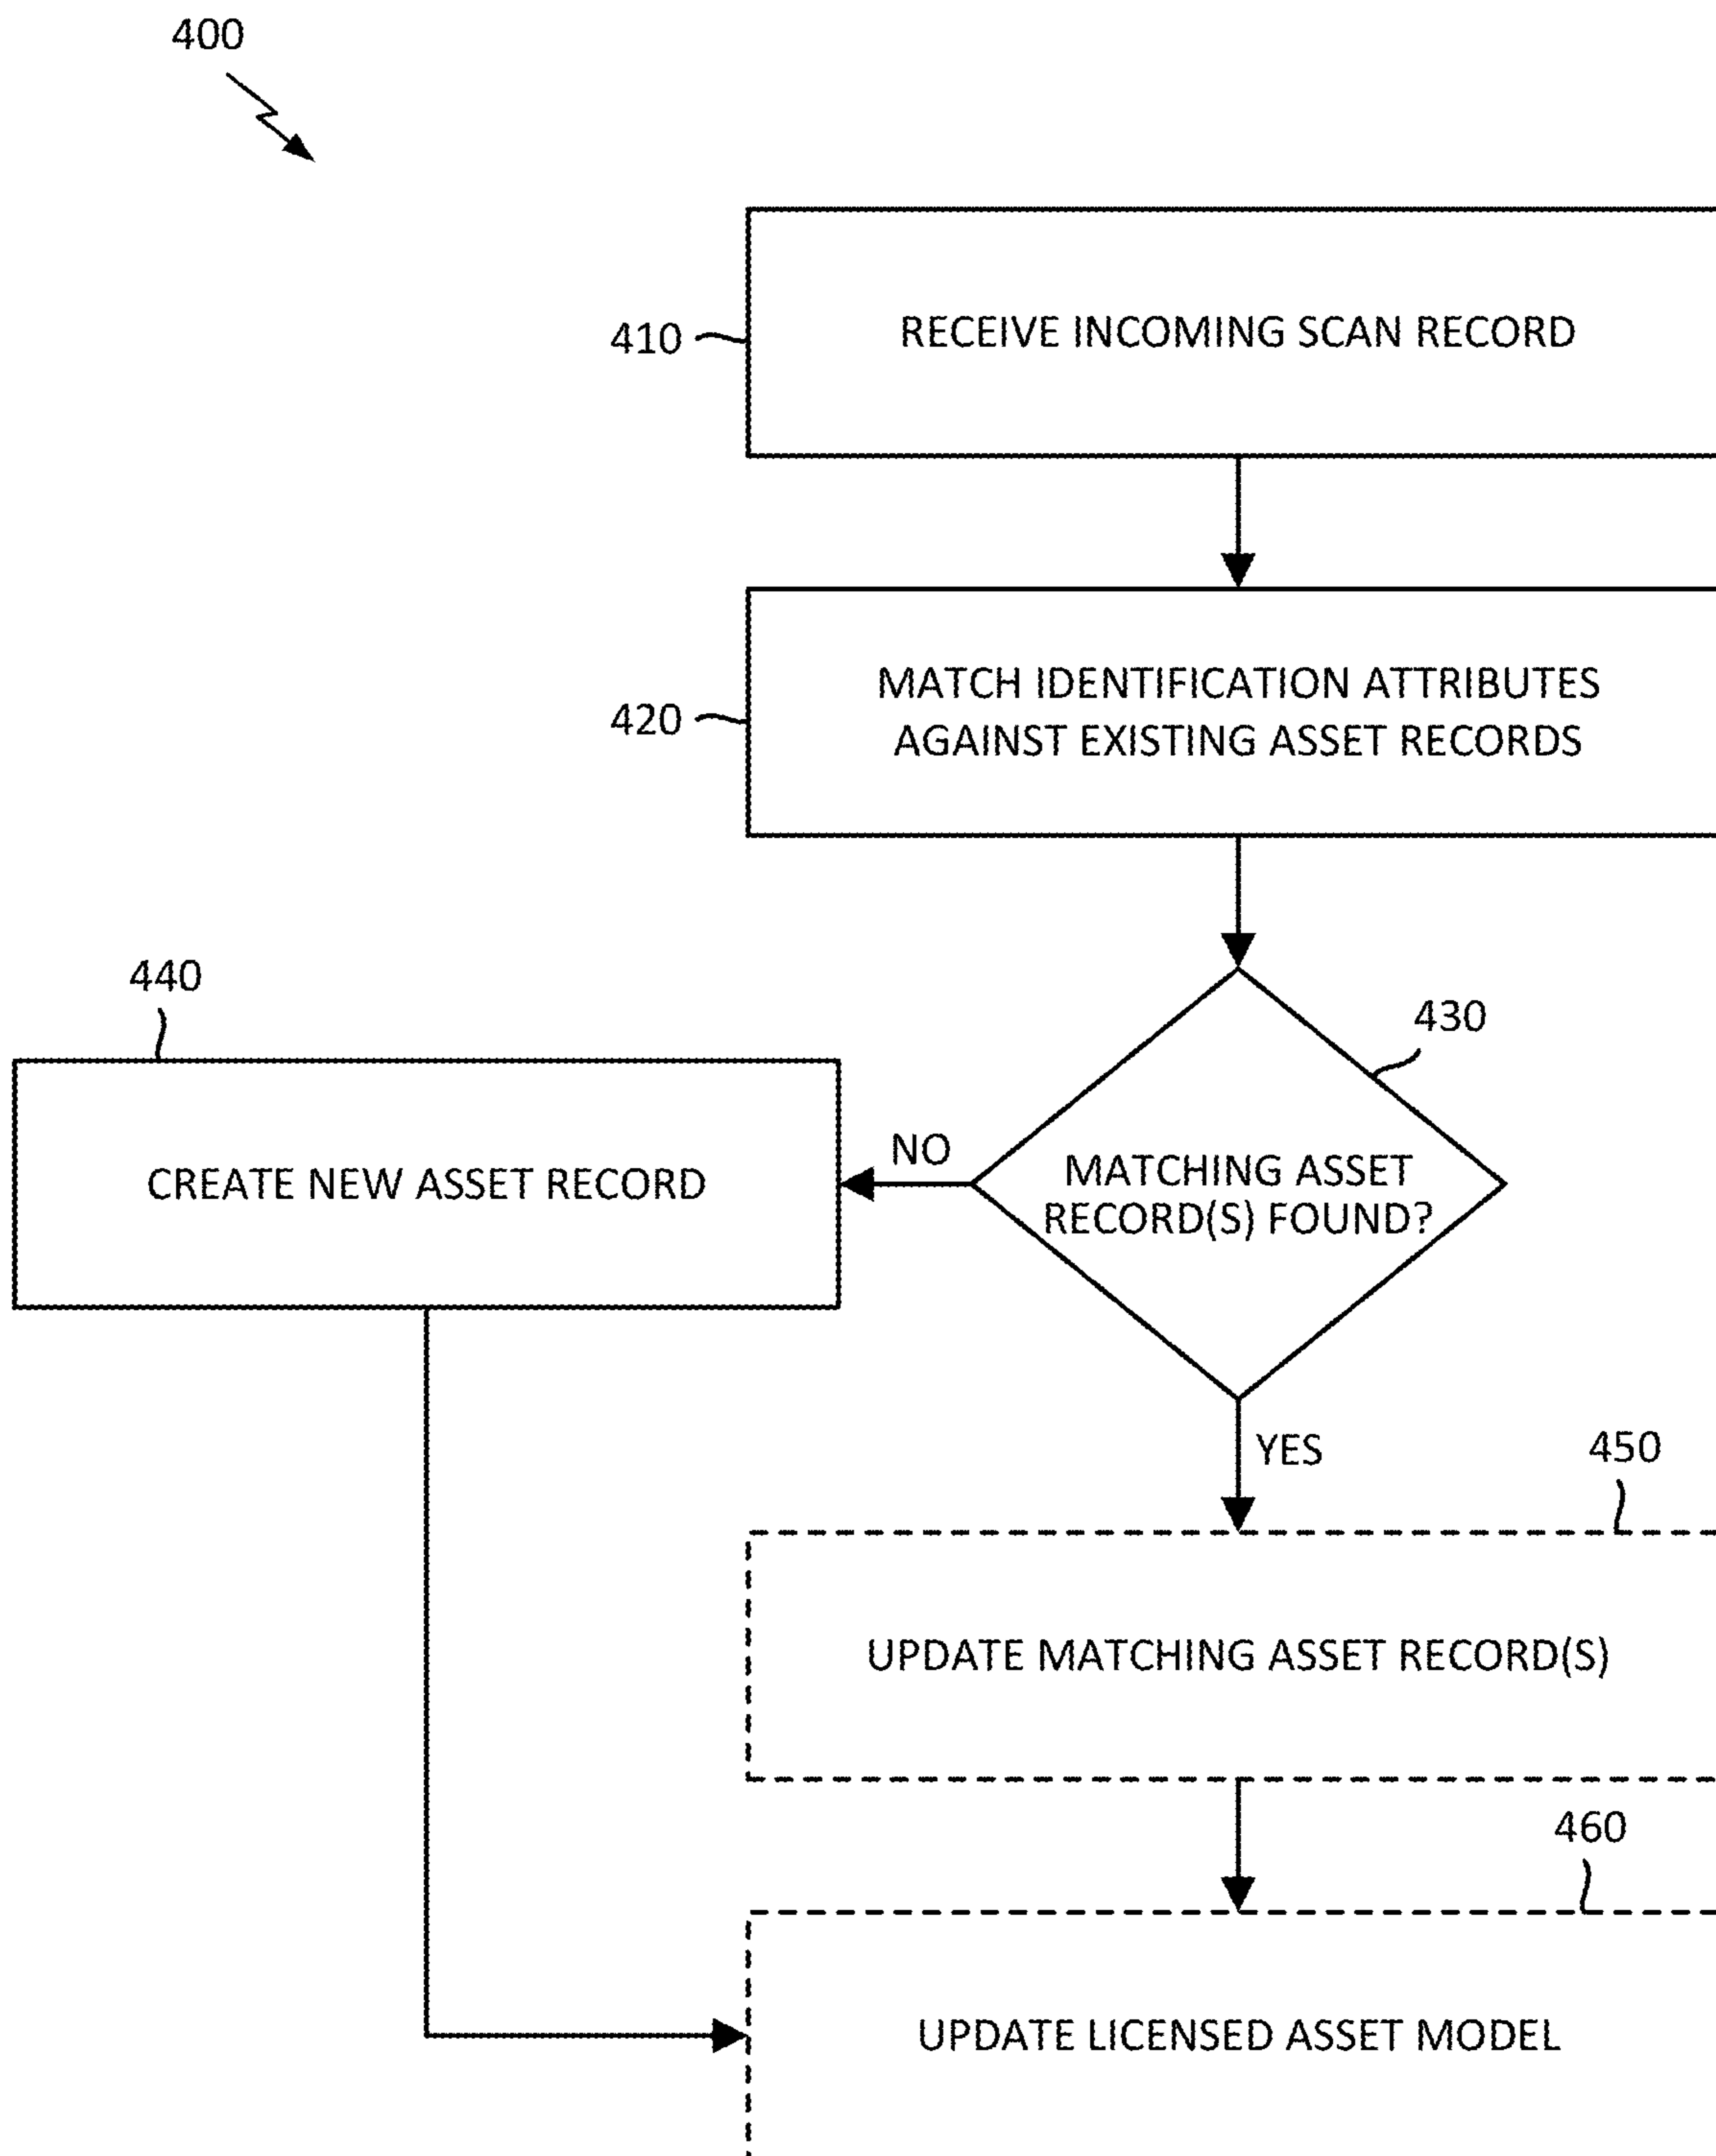 400
410
RECEIVE INCOMING SCAN RECORD
420
MATCH IDENTIFICATION ATTRIBUTES
AGAINST EXISTING ASSET RECORDS
440
430
CREATE NEW ASSET RECORD
NO
MATCHING ASSET
RECORD(S) FOUND?
YES
450
UPDATE MATCHING ASSET RECORD(S)
460
UPDATE LICENSED ASSET MODEL